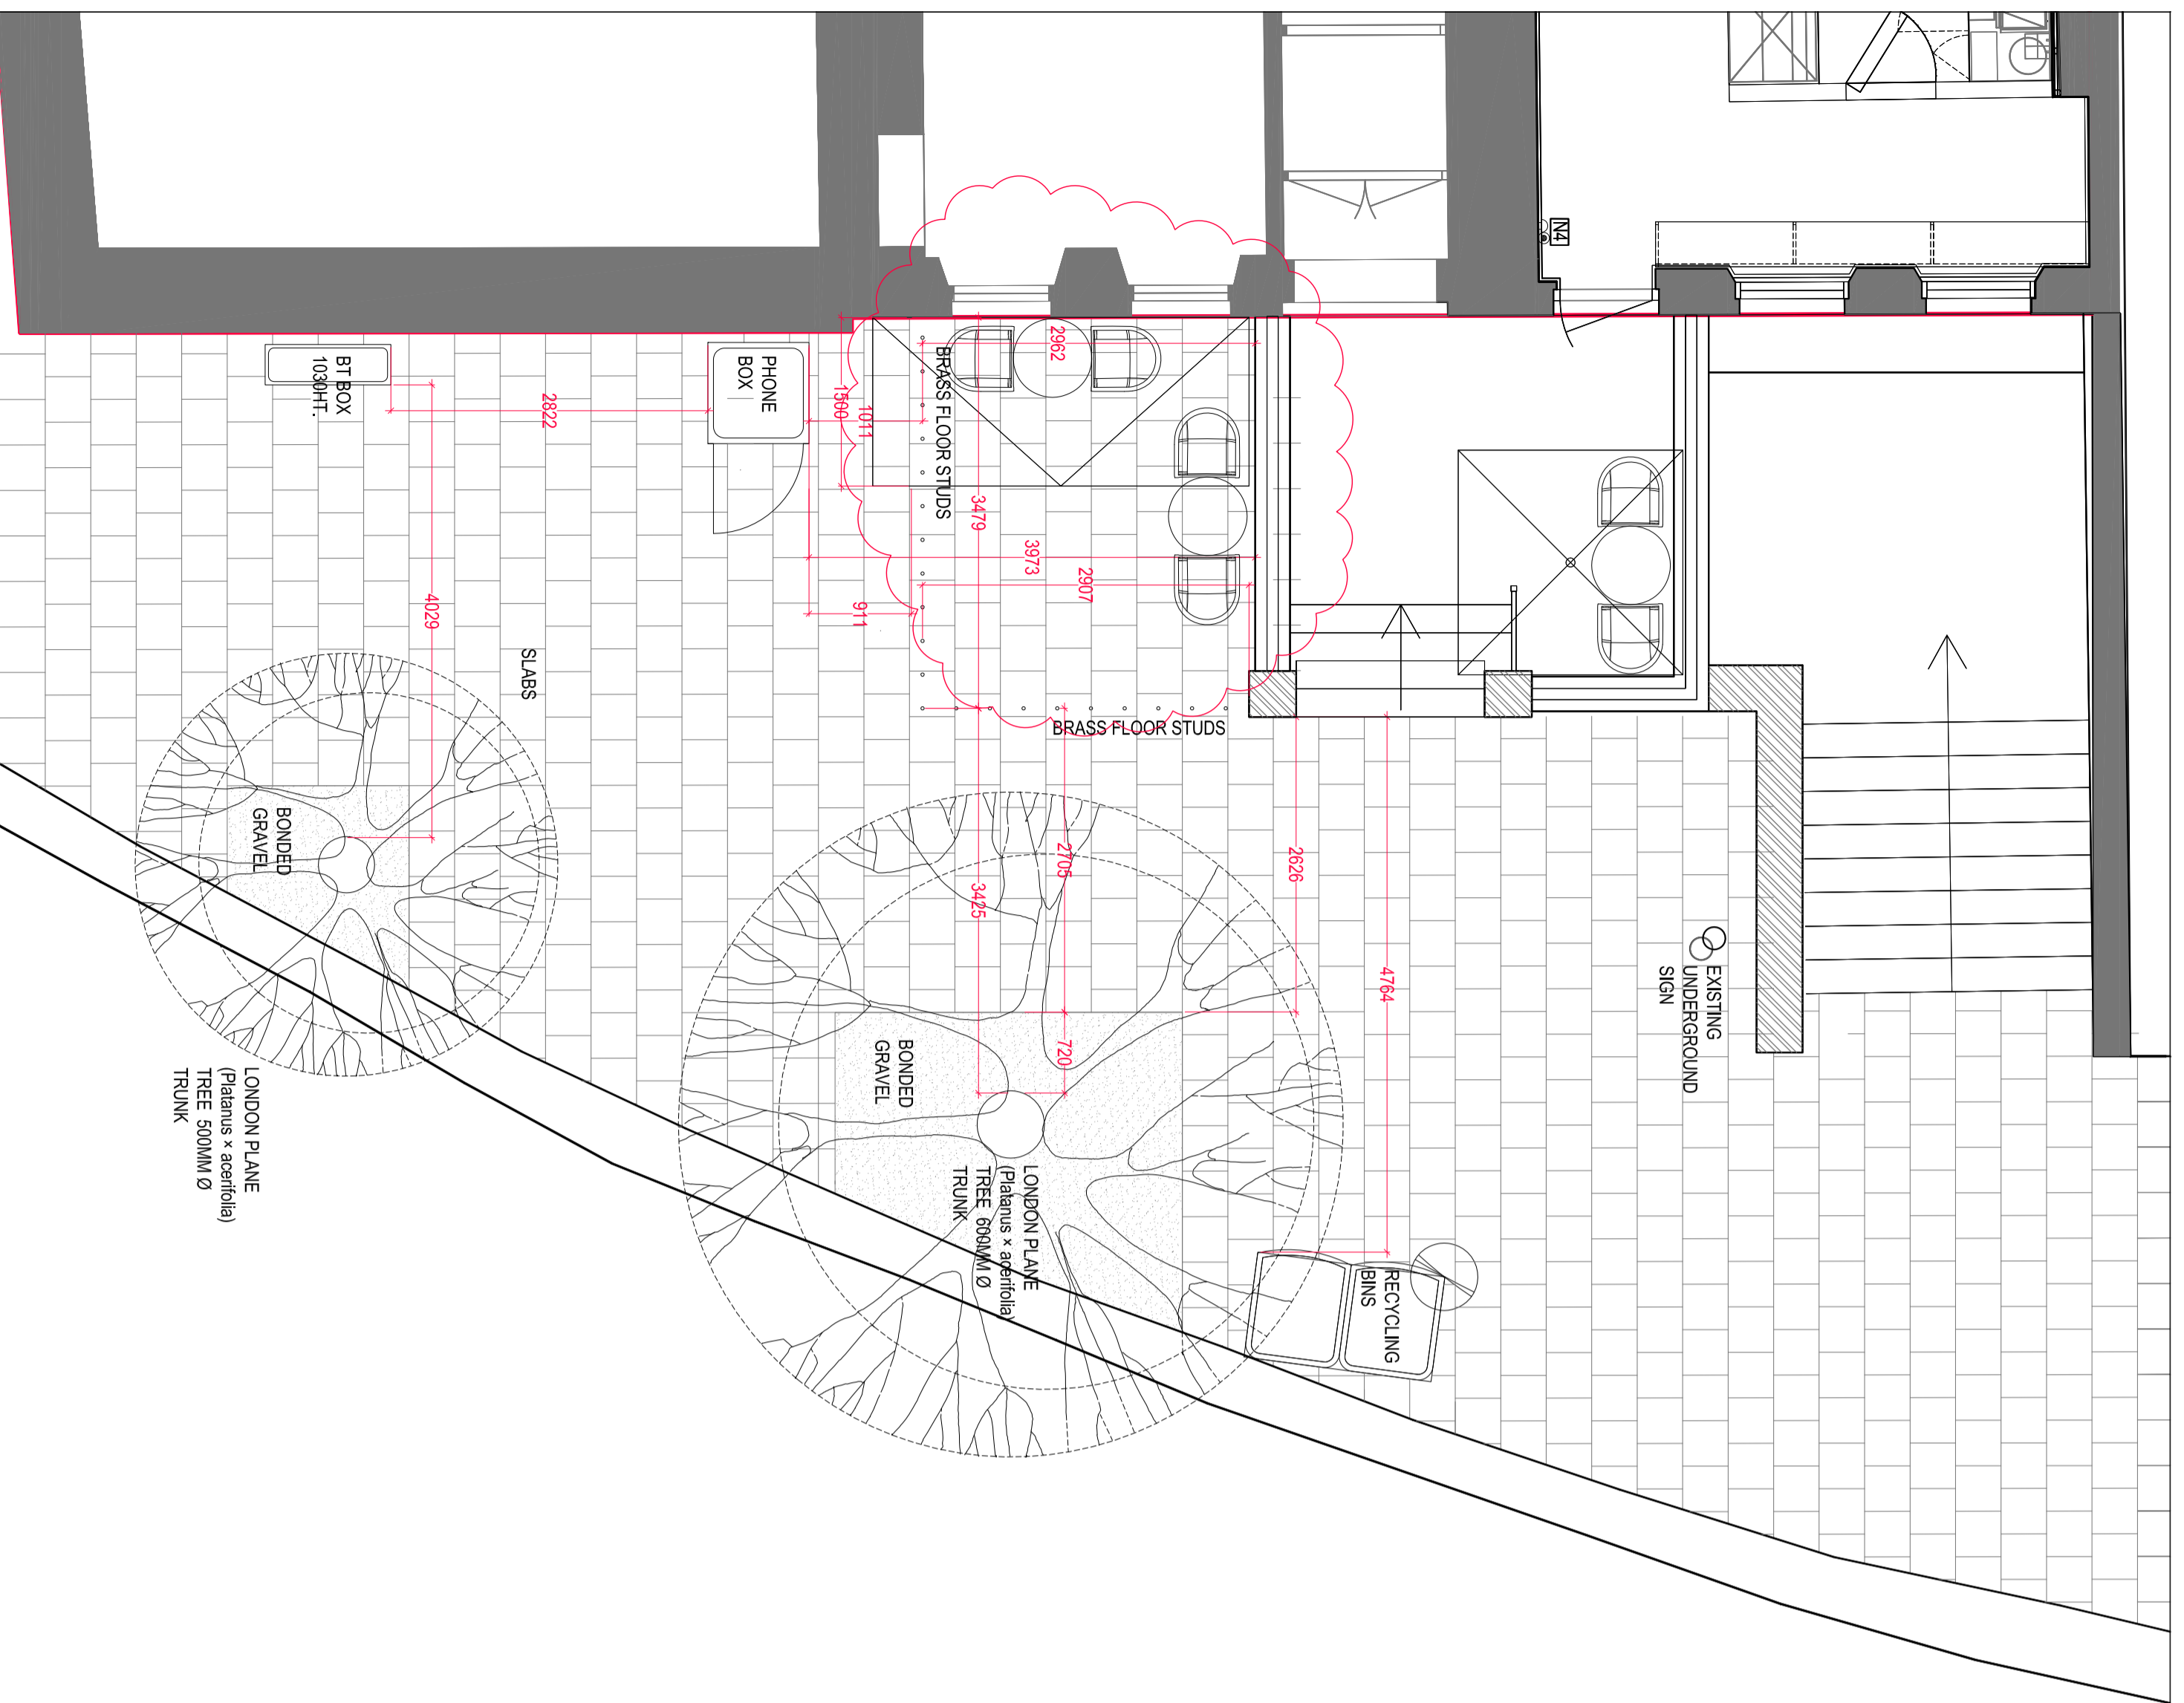 N4
BT BOX
1030HT.
PHONE
BOX
BRASS FLOOR STUDS
2962
2822
1500
1011
3479
3973
2907
911
4029
SLABS
BRASS FLOOR STUDS
BONDED
GRAVEL
2705
3425
2626
4764
720
EXISTING
UNDERGROUND
SIGN
BONDED
GRAVEL
LONDON PLANE
(Platanus × acerifolia)
TREE 500MM Ø
TRUNK
LONDON PLANE
(Platanus × acerifolia)
TREE 600MM Ø
TRUNK
RECYCLING
BINS